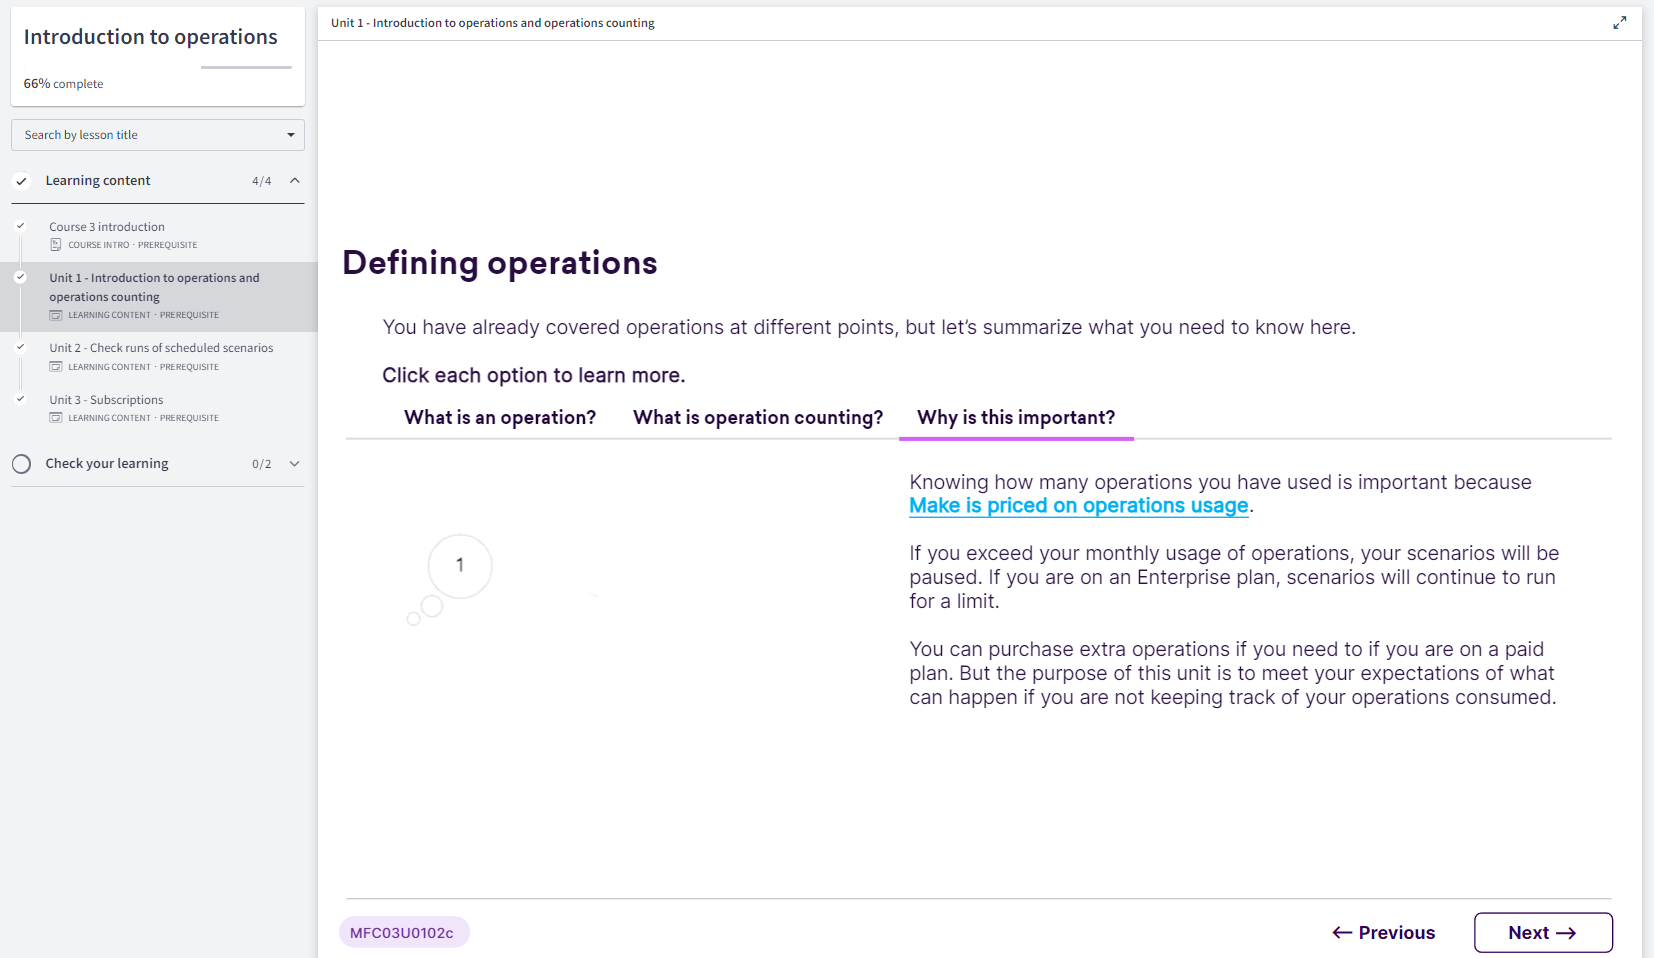 Introduction to operations
66% complete
Search by lesson title
Learning content 4/4
Course 3 introduction
COURSE INTRO · PREREQUISITE
Unit 1 - Introduction to operations and
operations counting
LEARNING CONTENT · PREREQUISITE
Unit 2 - Check runs of scheduled scenarios
LEARNING CONTENT · PREREQUISITE
Unit 3 - Subscriptions
LEARNING CONTENT · PREREQUISITE
Check your learning 0/2
Unit 1 - Introduction to operations and operations counting
Defining operations
You have already covered operations at different points, but let's summarize what you need to know here.
Click each option to learn more.
What is an operation? What is operation counting? Why is this important?
1
Knowing how many operations you have used is important because
Make is priced on operations usage.
If you exceed your monthly usage of operations, your scenarios will be
paused. If you are on an Enterprise plan, scenarios will continue to run
for a limit.
You can purchase extra operations if you need to if you are on a paid
plan. But the purpose of this unit is to meet your expectations of what
can happen if you are not keeping track of your operations consumed.
MFC03U0102c
← Previous
Next →